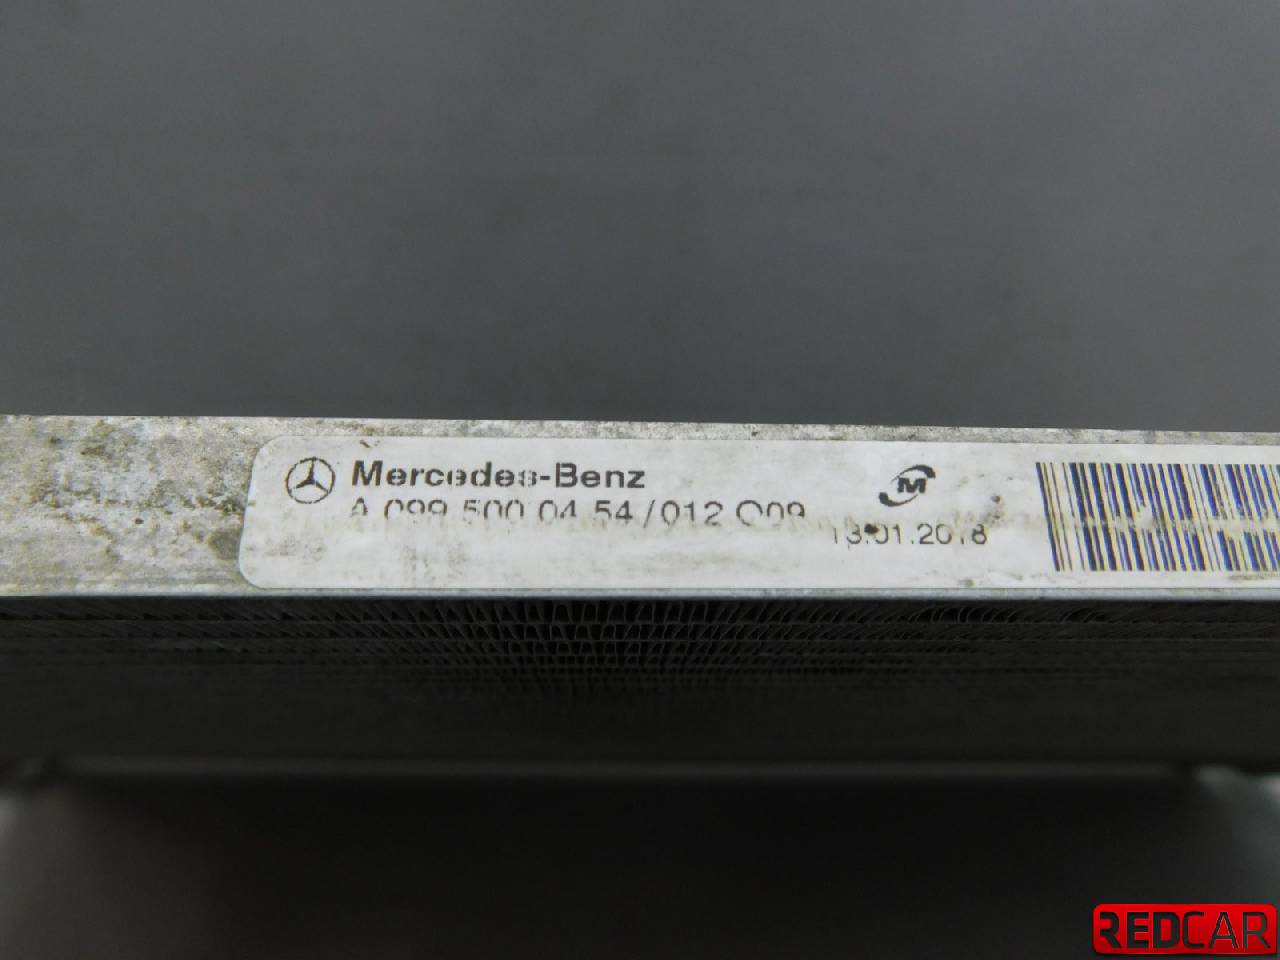 Mercedes-Benz
A 099 500 04 54/012 Q09
M
13.01.2018
REDCAR